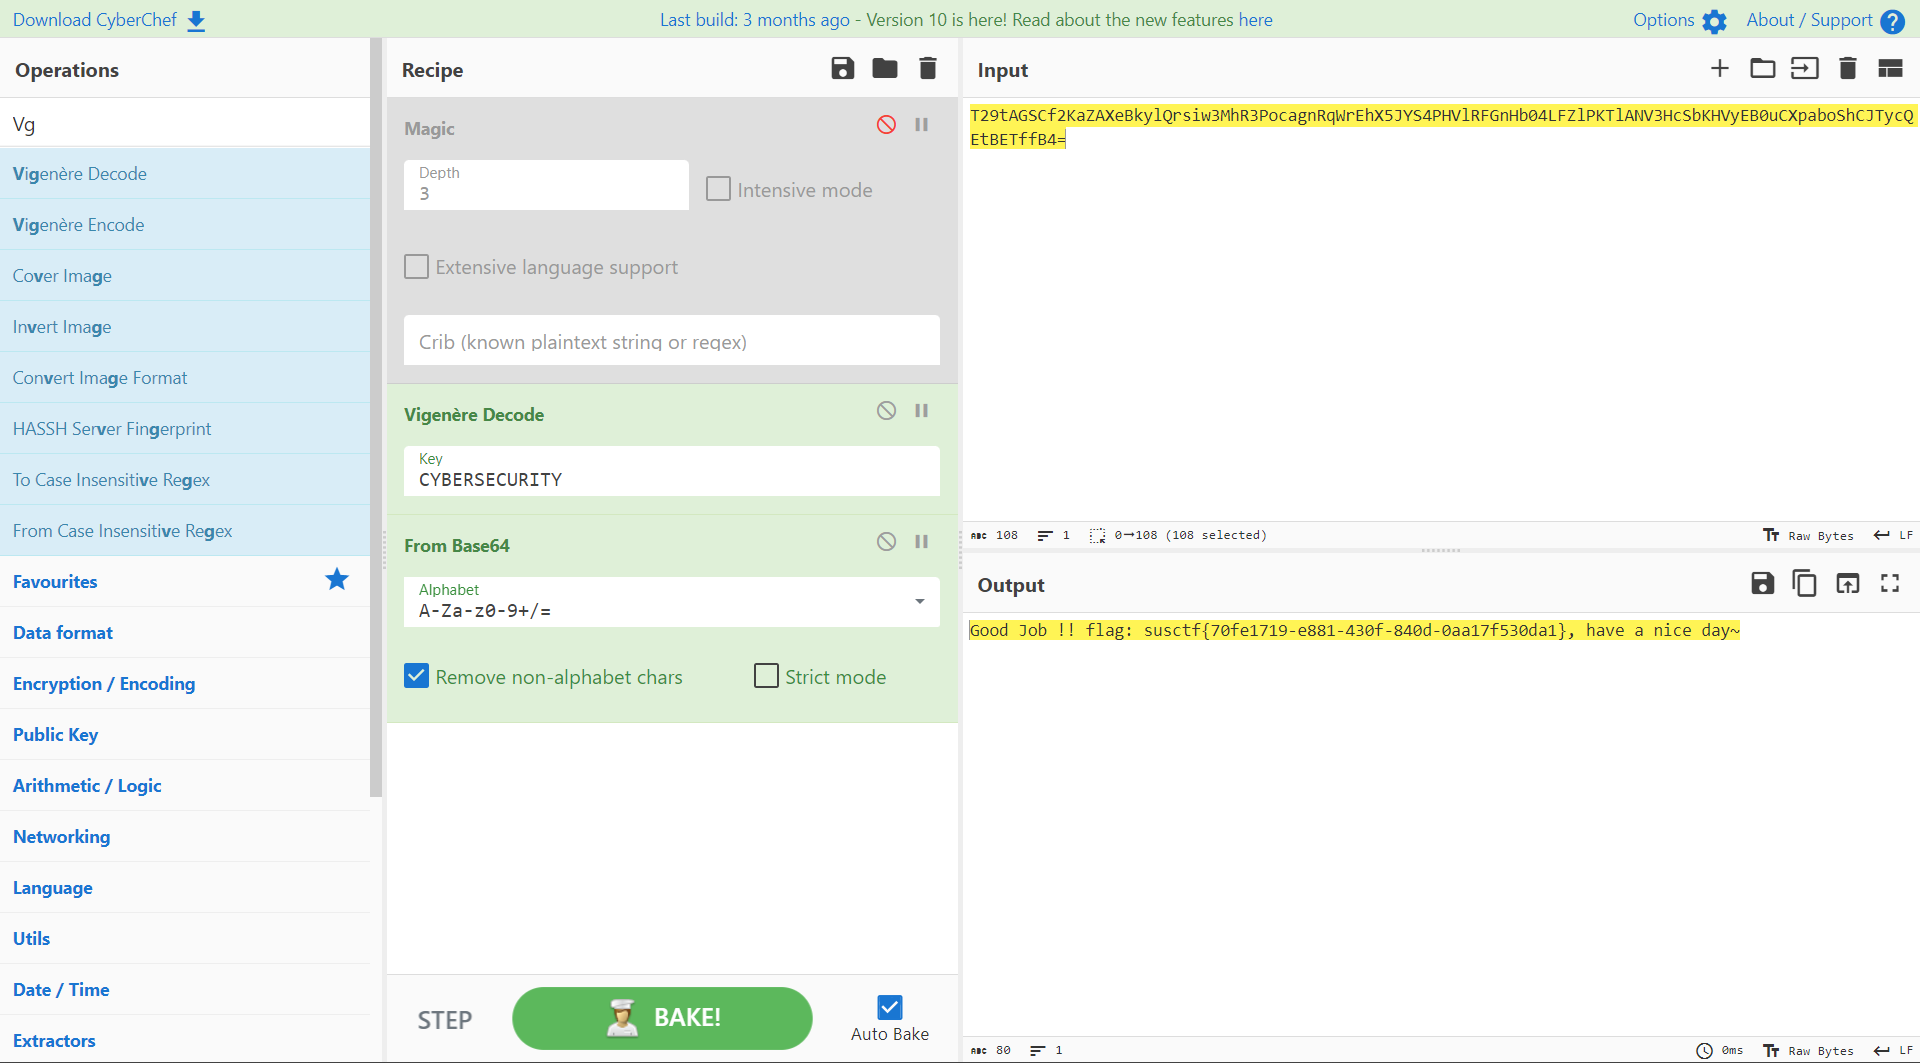 Download CyberChef
Last build: 3 months ago - Version 10 is here! Read about the new features here
Options
About / Support
Operations
Vg
Vigenère Decode
Vigenère Encode
Cover Image
Invert Image
Convert Image Format
HASSH Server Fingerprint
To Case Insensitive Regex
From Case Insensitive Regex
Favourites
Data format
Encryption / Encoding
Public Key
Arithmetic / Logic
Networking
Language
Utils
Date / Time
Extractors
Recipe
Magic
Depth
3
Intensive mode
Extensive language support
Crib (known plaintext string or regex)
Vigenère Decode
Key
CYBERSECURITY
From Base64
Alphabet
A-Za-z0-9+/=
Remove non-alphabet chars
Strict mode
STEP
BAKE!
Auto Bake
Input
T29tAGSCf2KaZAXeBkylQrsiw3MhR3PocagnRqWrEhX5JYS4PHVlRFGnHb04LFZlPKTlANV3HcSbKHVyEB0uCXpaboShCJTycQ
EtBETffB4=
ABC 108 1 0→108 (108 selected) Raw Bytes LF
Output
Good Job !! flag: susctf{70fe1719-e881-430f-840d-0aa17f530da1}, have a nice day~
ABC 80 1 0ms Raw Bytes LF